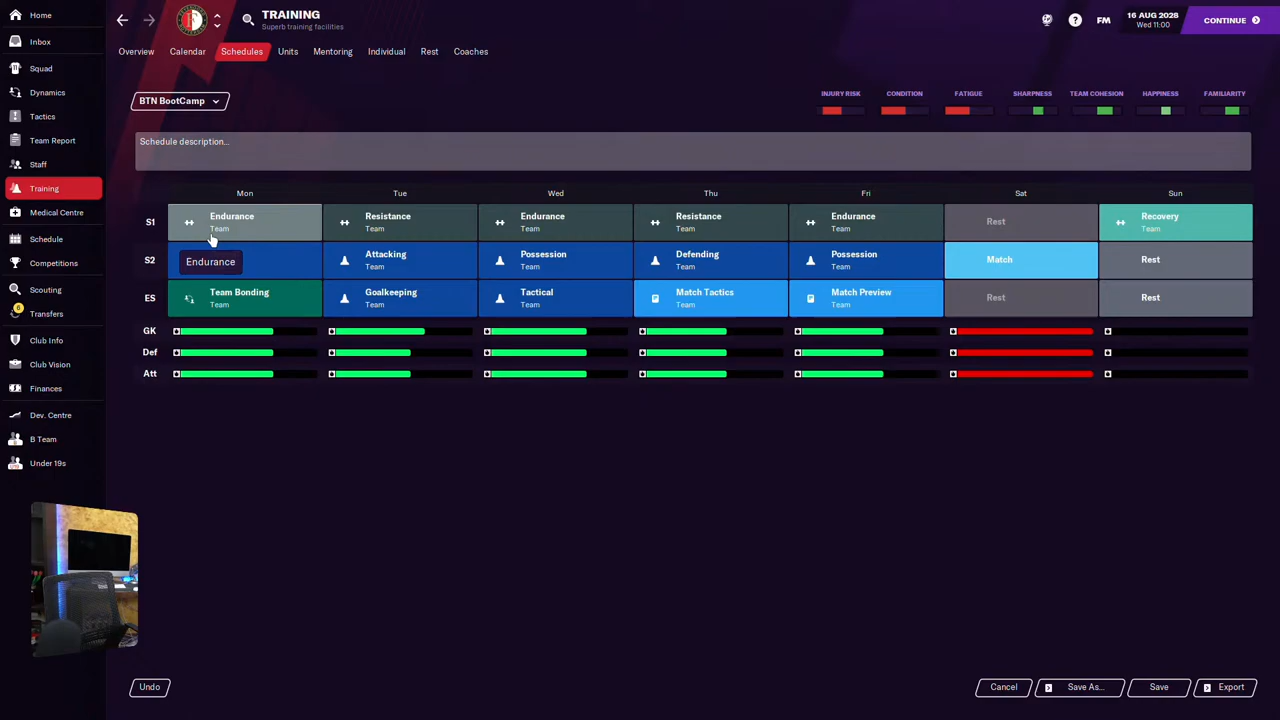 Home
TRAINING
Superb training facilities
FM
16 AUG 2028
Wed 11:00
CONTINUE
Inbox
Overview
Calendar
Schedules
Units
Mentoring
Individual
Rest
Coaches
Squad
Dynamics
Tactics
Team Report
Staff
Training
Medical Centre
Schedule
Competitions
Scouting
6
Transfers
Club Info
Club Vision
Finances
Dev. Centre
B Team
Under 19s
BTN BootCamp
INJURY RISK
CONDITION
FATIGUE
SHARPNESS
TEAM COHESION
HAPPINESS
FAMILIARITY
Schedule description...
Mon
Tue
Wed
Thu
Fri
Sat
Sun
S1
Endurance
Team
Resistance
Team
Endurance
Team
Resistance
Team
Endurance
Team
Rest
Recovery
Team
S2
Endurance
Attacking
Team
Possession
Team
Defending
Team
Possession
Team
Match
Rest
ES
Team Bonding
Team
Goalkeeping
Team
Tactical
Team
Match Tactics
Team
Match Preview
Team
Rest
Rest
GK
Def
Att
Undo
Cancel
Save As...
Save
Export